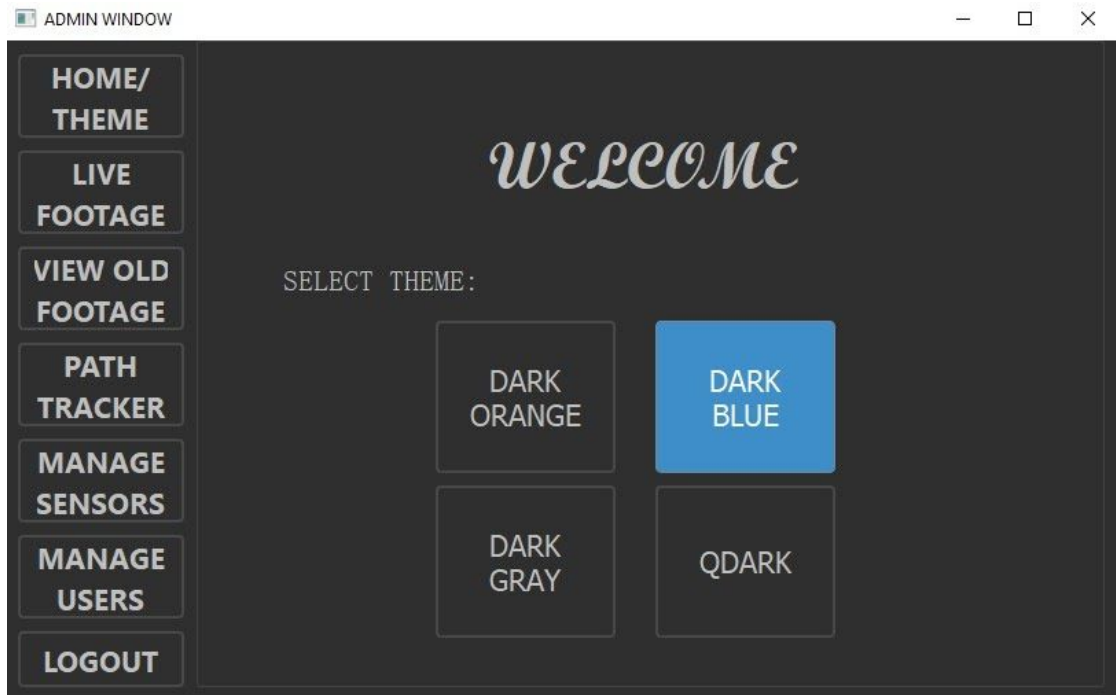 ADMIN WINDOW
HOME/
THEME
LIVE
FOOTAGE
VIEW OLD
FOOTAGE
PATH
TRACKER
MANAGE
SENSORS
MANAGE
USERS
LOGOUT
WELCOME
SELECT THEME:
DARK
ORANGE
DARK
BLUE
DARK
GRAY
QDARK